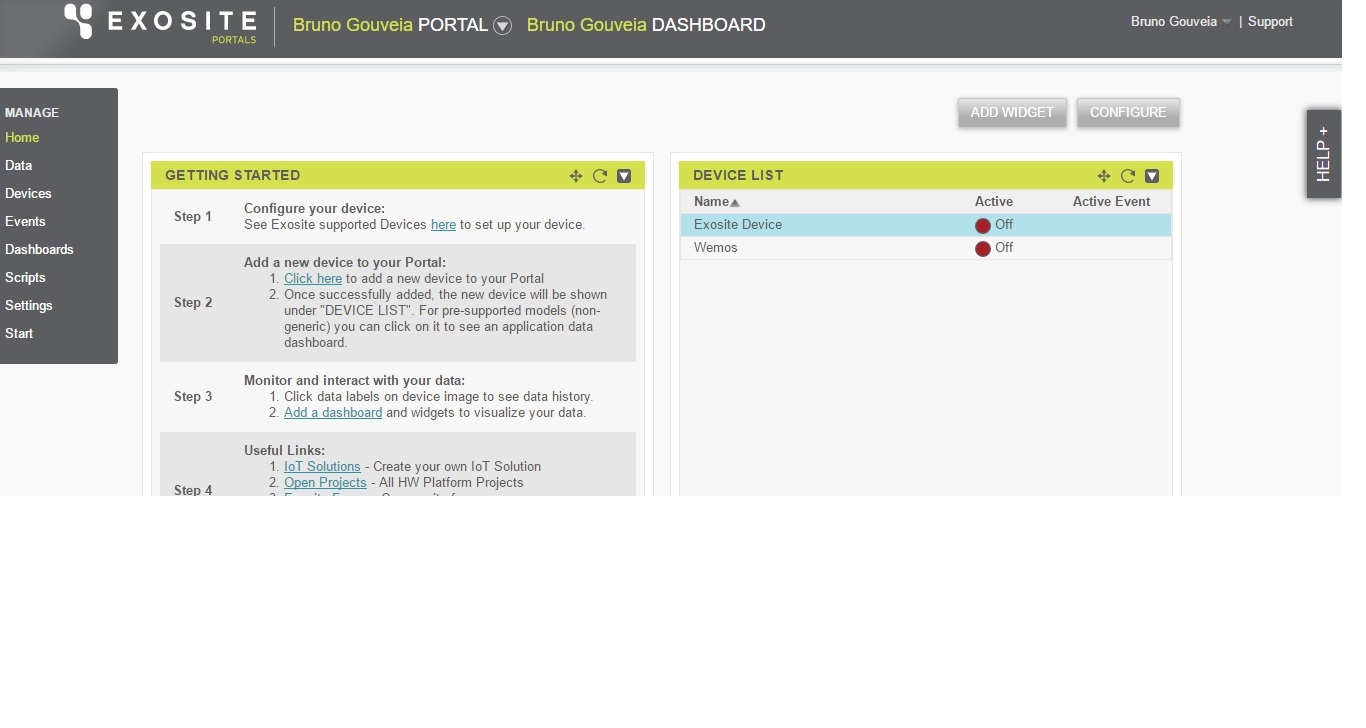 EXOSITE
PORTALS
Bruno Gouveia PORTAL Bruno Gouveia DASHBOARD
Bruno Gouveia | Support
MANAGE
Home
Data
Devices
Events
Dashboards
Scripts
Settings
Start
ADD WIDGET CONFIGURE
HELP +
GETTING STARTED
Step 1
Configure your device:
See Exosite supported Devices here to set up your device.
Step 2
Add a new device to your Portal:
1. Click here to add a new device to your Portal
2. Once successfully added, the new device will be shown
under "DEVICE LIST". For pre-supported models (non-
generic) you can click on it to see an application data
dashboard.
Step 3
Monitor and interact with your data:
1. Click data labels on device image to see data history.
2. Add a dashboard and widgets to visualize your data.
Step 4
Useful Links:
1. IoT Solutions - Create your own IoT Solution
2. Open Projects - All HW Platform Projects
DEVICE LIST
Name Active Active Event
Exosite Device Off
Wemos Off